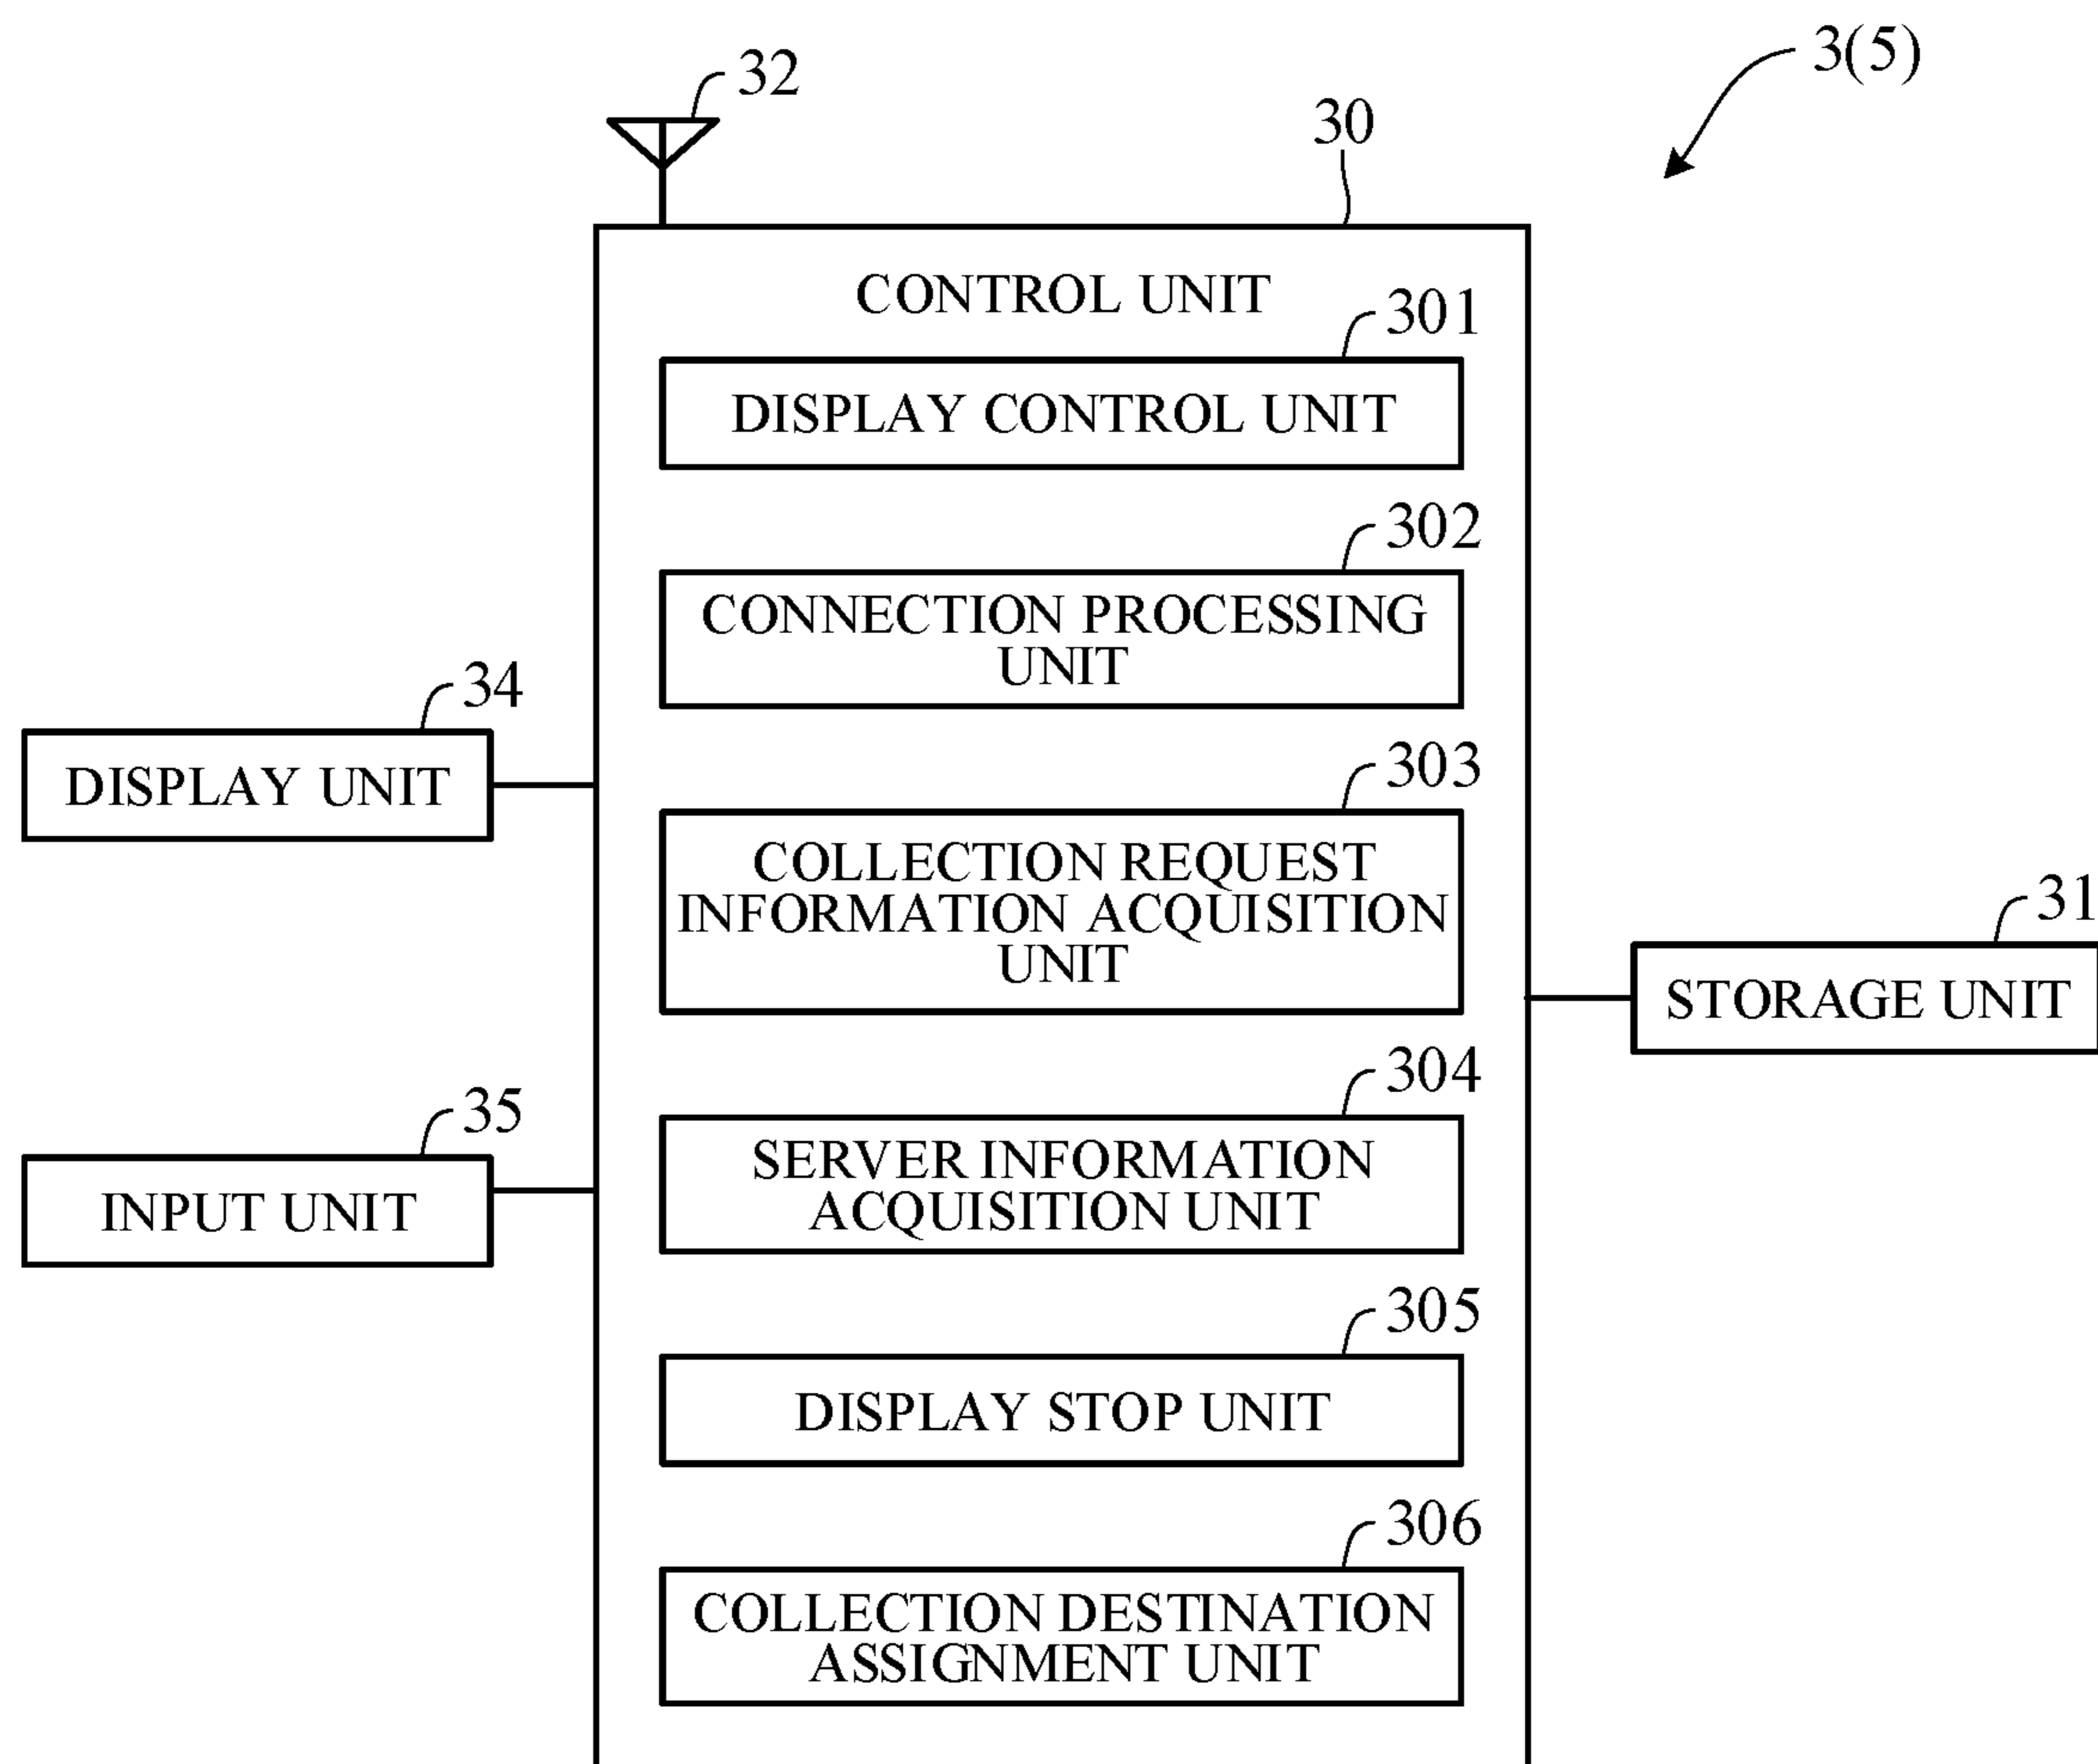 3(5)
32
30
CONTROL UNIT
301
DISPLAY CONTROL UNIT
302
CONNECTION PROCESSING
UNIT
34
DISPLAY UNIT
303
COLLECTION REQUEST
INFORMATION ACQUISITION
UNIT
31
STORAGE UNIT
304
SERVER INFORMATION
ACQUISITION UNIT
35
INPUT UNIT
305
DISPLAY STOP UNIT
306
COLLECTION DESTINATION
ASSIGNMENT UNIT